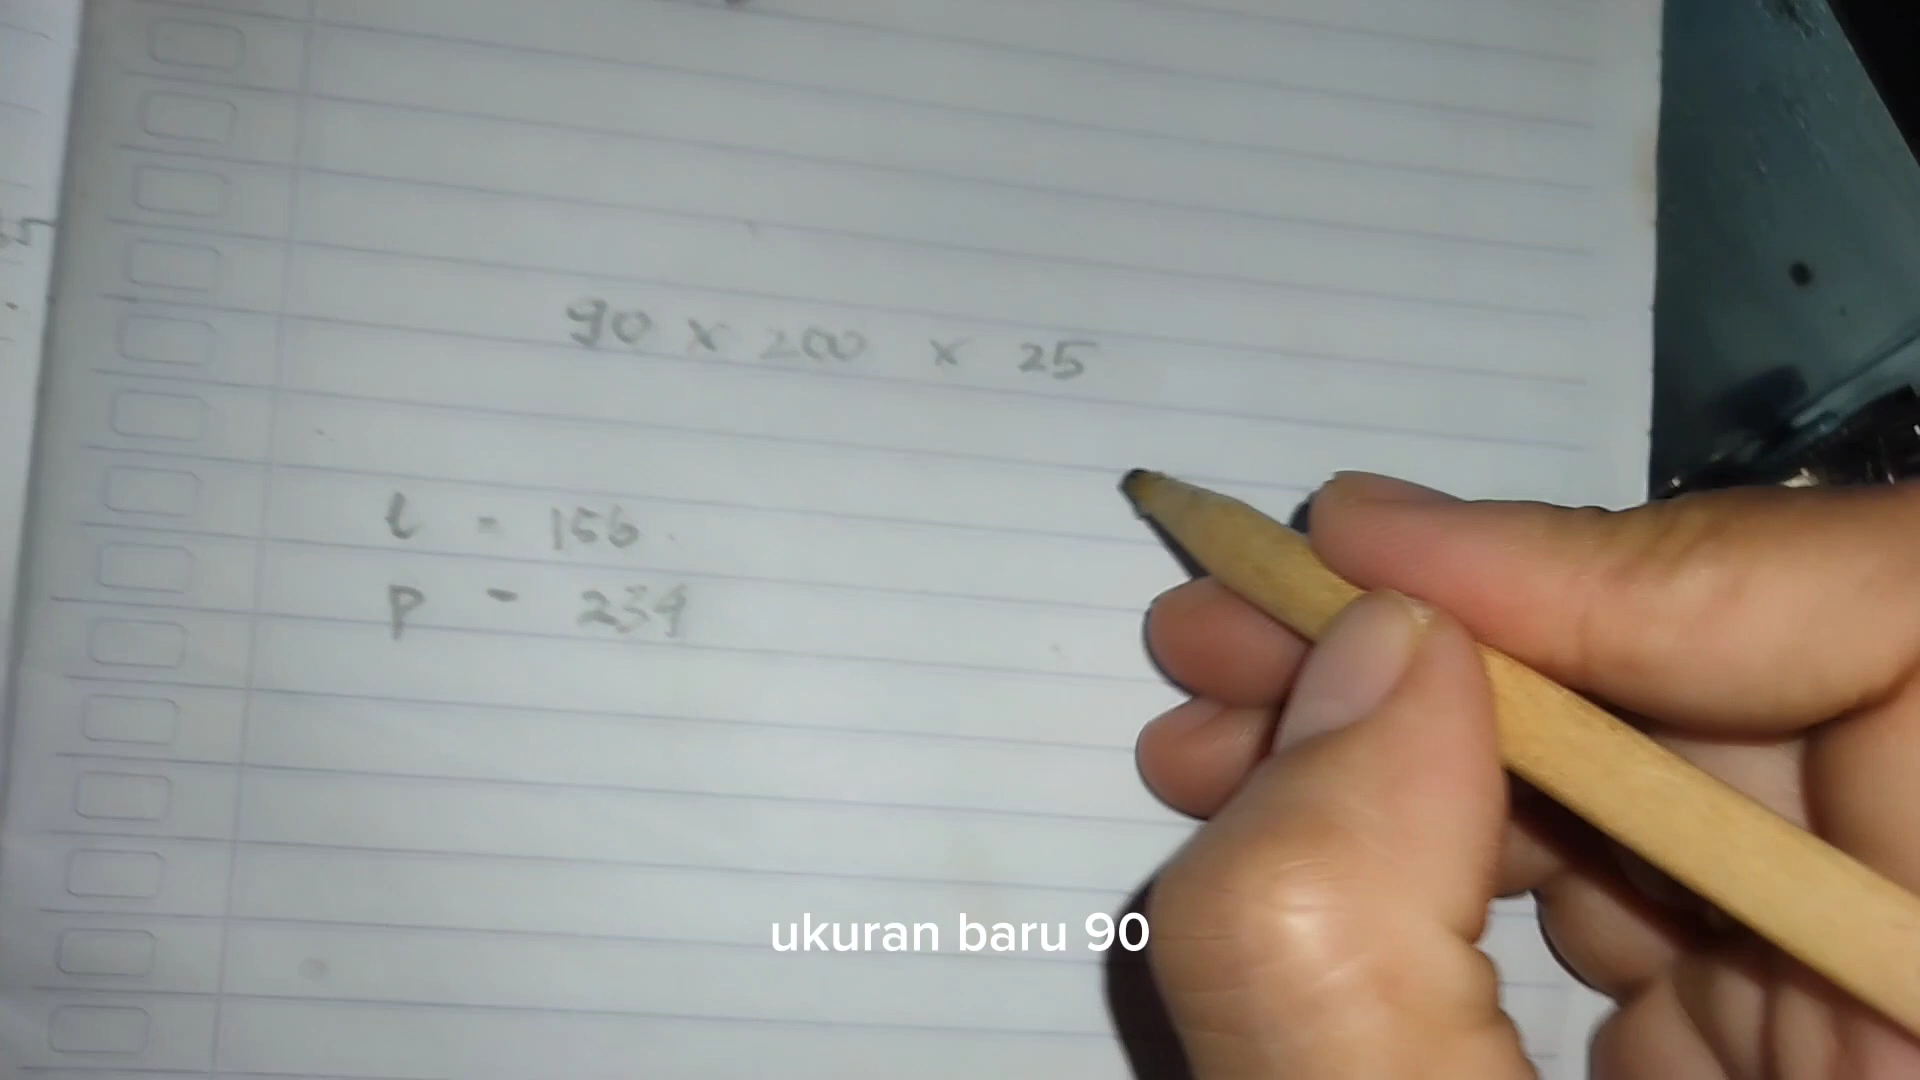 90 x 200 x 25
l = 156
P = 234
ukuran baru 90